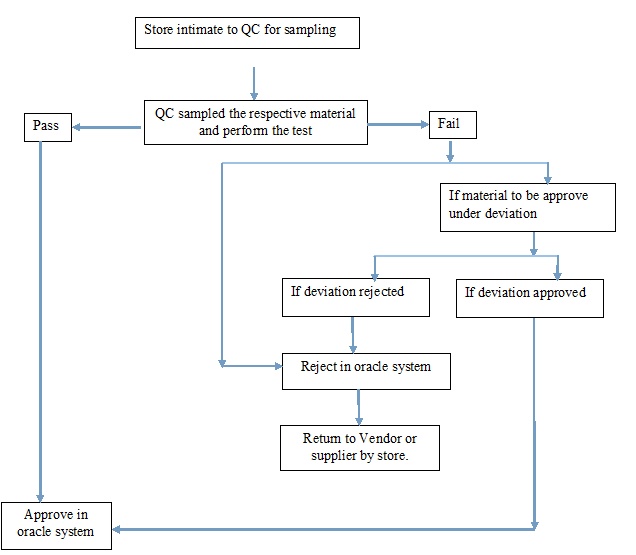 Store intimate to QC for sampling
QC sampled the respective material
and perform the test
Pass
Fail
If material to be approve
under deviation
If deviation rejected
If deviation approved
Reject in oracle system
Return to Vendor or
supplier by store.
Approve in
oracle system